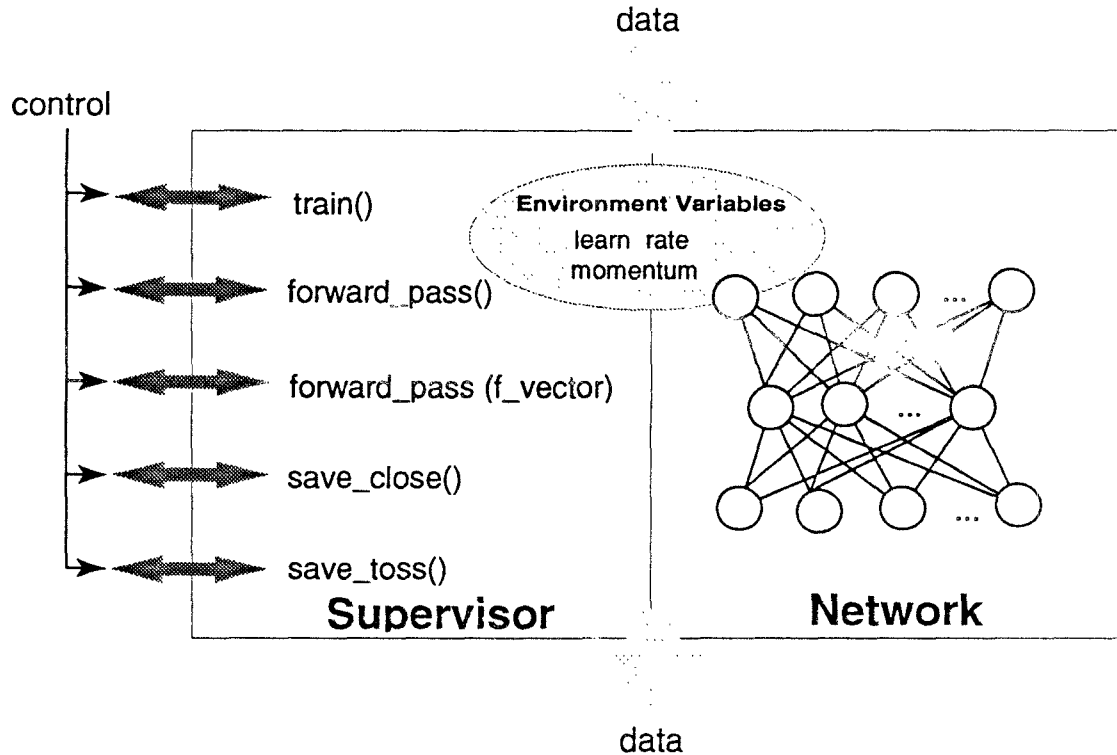 data
control
train()
Environment Variables
learn rate
momentum
forward_pass()
...
forward_pass (f_vector)
...
save_close()
...
save_toss()
Supervisor
Network
data